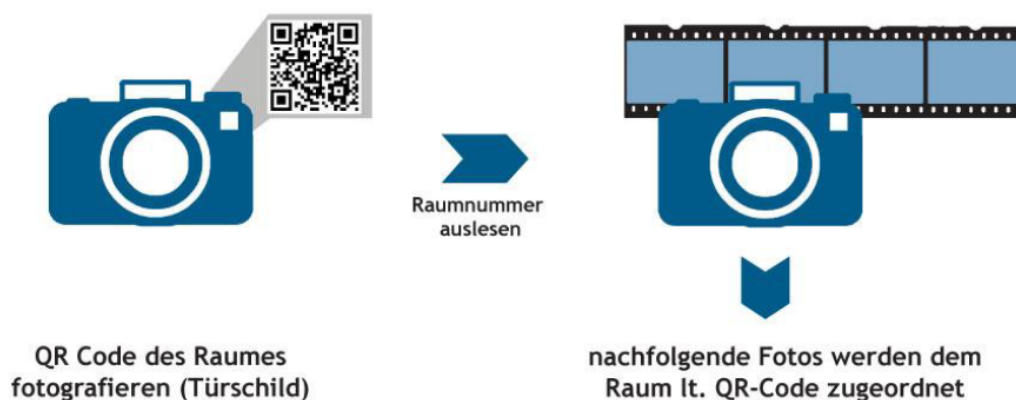 Raumnummer
auslesen
QR Code des Raumes
fotografieren (Türschild)
nachfolgende Fotos werden dem
Raum lt. QR-Code zugeordnet